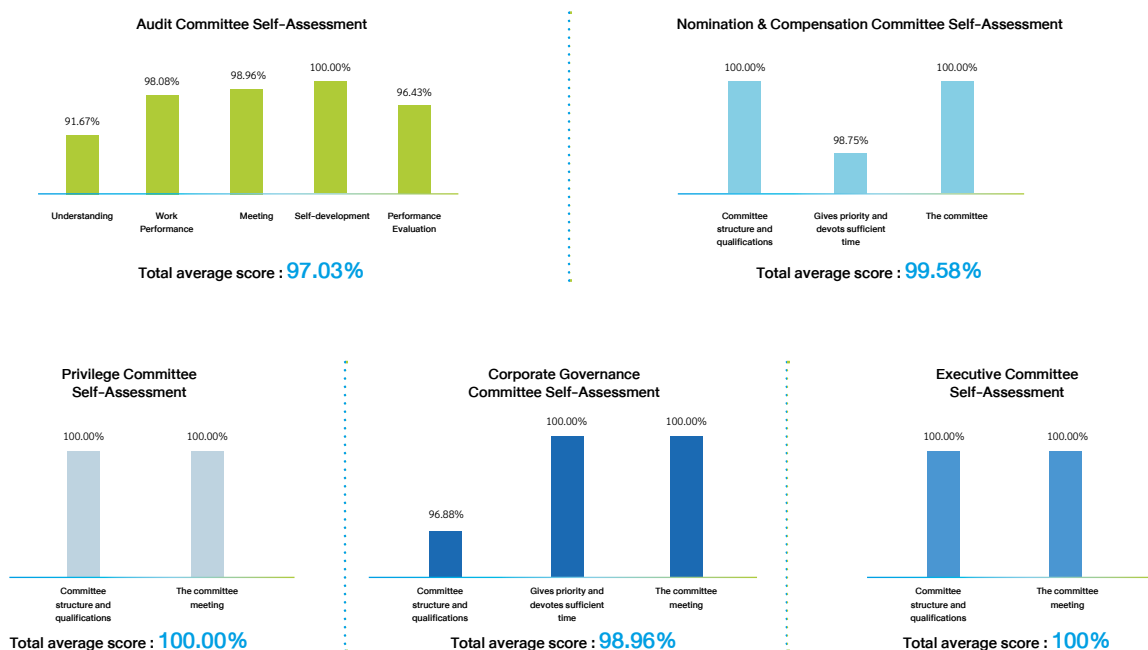 Audit Committee Self-Assessment
91.67%
98.08%
98.96%
100.00%
96.43%
Understanding
Work
Performance
Meeting
Self-development
Performance
Evaluation
Total average score : 97.03%
Nomination & Compensation Committee Self-Assessment
100.00%
98.75%
100.00%
Committee
structure and
qualifications
Gives priority and
devots sufficient
time
The committee
Total average score : 99.58%
Privilege Committee
Self-Assessment
100.00%
100.00%
Committee
structure and
qualifications
The committee
meeting
Total average score : 100.00%
Corporate Governance
Committee Self-Assessment
96.88%
100.00%
100.00%
Committee
structure and
qualifications
Gives priority and
devotes sufficient
time
The committee
meeting
Total average score : 98.96%
Executive Committee
Self-Assessment
100.00%
100.00%
Committee
structure and
qualifications
The committee
meeting
Total average score : 100%